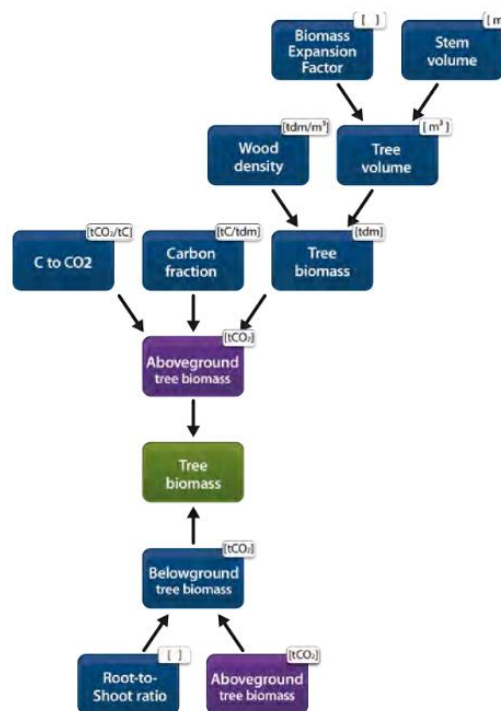 [ ]
Biomass
Expansion
Factor
[ m
Stem
volume
[tdm/m³]
Wood
density
[ m³ ]
Tree
volume
[tCO₂/tC]
C to CO2
[tC/tdm]
Carbon
fraction
[tdm]
Tree
biomass
[tCO₂]
Aboveground
tree biomass
Tree
biomass
[tCO₂]
Belowground
tree biomass
[ ]
Root-to-
Shoot ratio
[tCO₂]
Aboveground
tree biomass